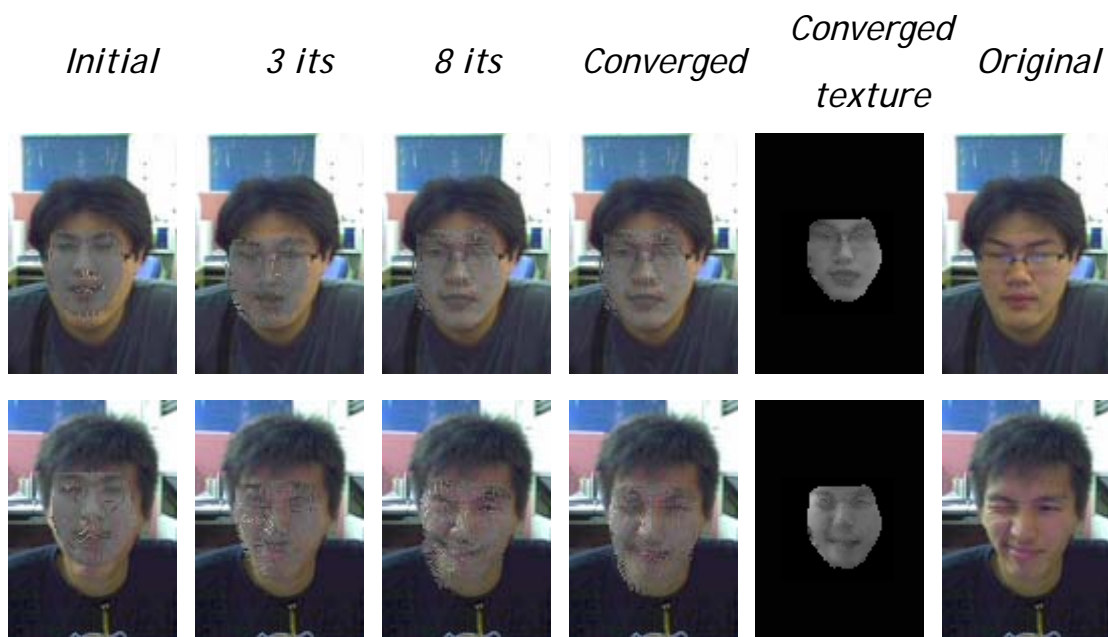 Initial
3 its
8 its
Converged
Converged
texture
Original